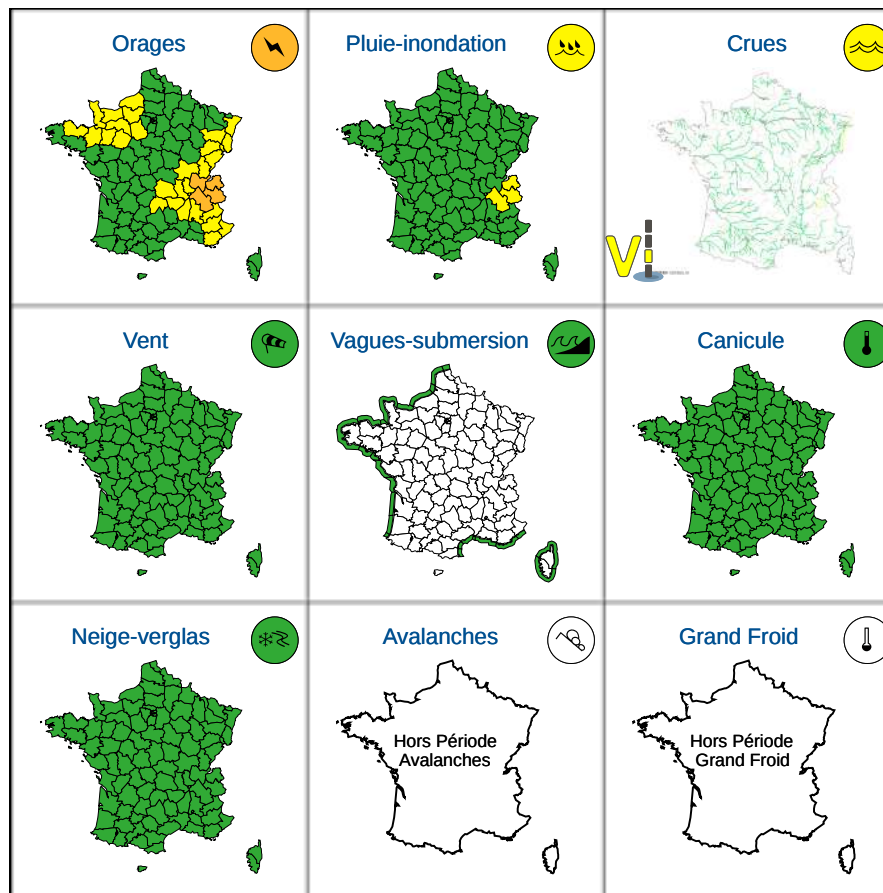 Orages
Pluie-inondation
Crues
Vi
Vent
Vagues-submersion
Canicule
Neige-verglas
Avalanches
Grand Froid
Hors Période
Avalanches
Hors Période
Grand Froid